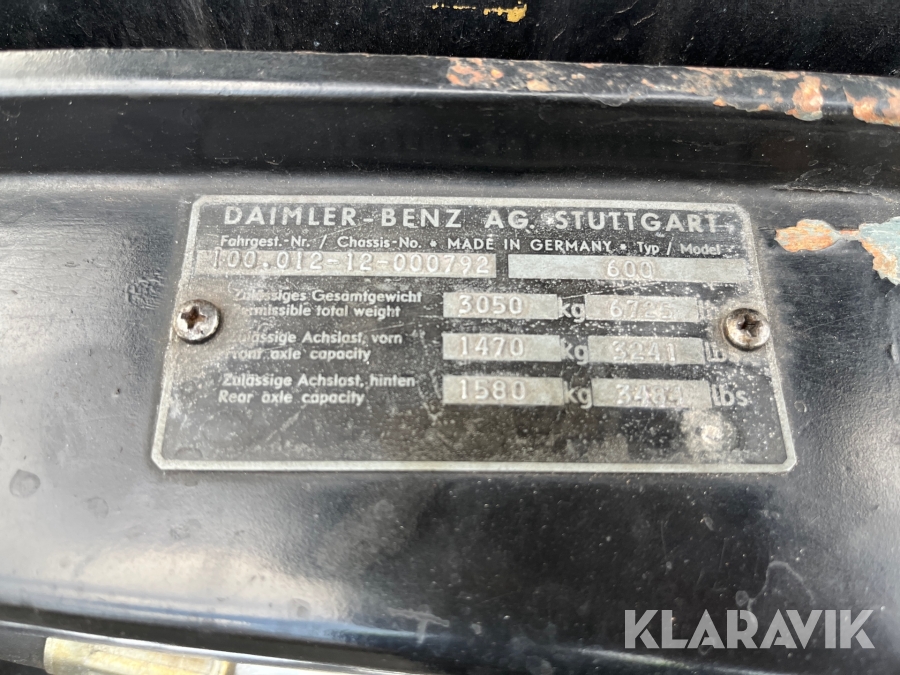 DAIMLER-BENZ AG. STUTTGART
Fahrgest.-Nr. / Chassis-No. • MADE IN GERMANY • Typ / Model
100.012-12-000792 600
Zulässiges Gesamtgewicht
Permissible total weight 3050 kg 6725
Zulässige Achslast, vorn
Front axle capacity 1470 kg 3241 lbs
Zulässige Achslast, hinten
Rear axle capacity 1580 kg 3484 lbs
KLARAVIK